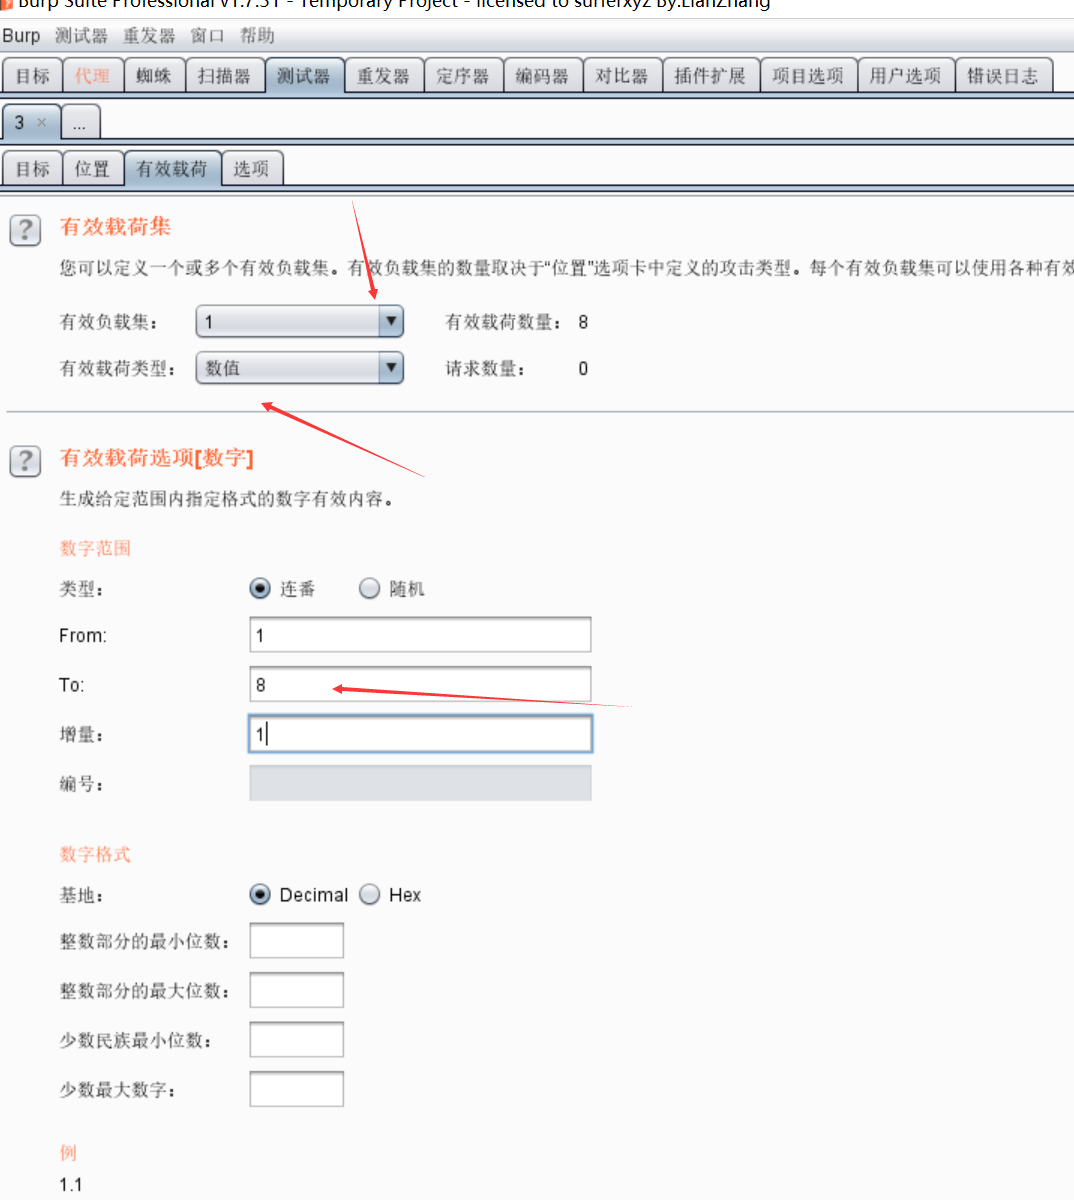 Burp Suite Professional v1.7.31 - Temporary Project - licensed to surferxyz By:LianZhang
Burp 测试器 重发器 窗口 帮助
目标 代理 蜘蛛 扫描器 测试器 重发器 定序器 编码器 对比器 插件扩展 项目选项 用户选项 错误日志
3 × ...
目标 位置 有效载荷 选项
? 有效载荷集
您可以定义一个或多个有效负载集。有效负载集的数量取决于“位置”选项卡中定义的攻击类型。每个有效负载集可以使用各种有效
有效负载集： 1 有效载荷数量： 8
有效载荷类型： 数值 请求数量： 0
? 有效载荷选项[数字]
生成给定范围内指定格式的数字有效内容。
数字范围
类型： 连番 随机
From: 1
To: 8
增量： 1
编号：
数字格式
基地： Decimal Hex
整数部分的最小位数：
整数部分的最大位数：
少数民族最小位数：
少数最大数字：
例
1.1